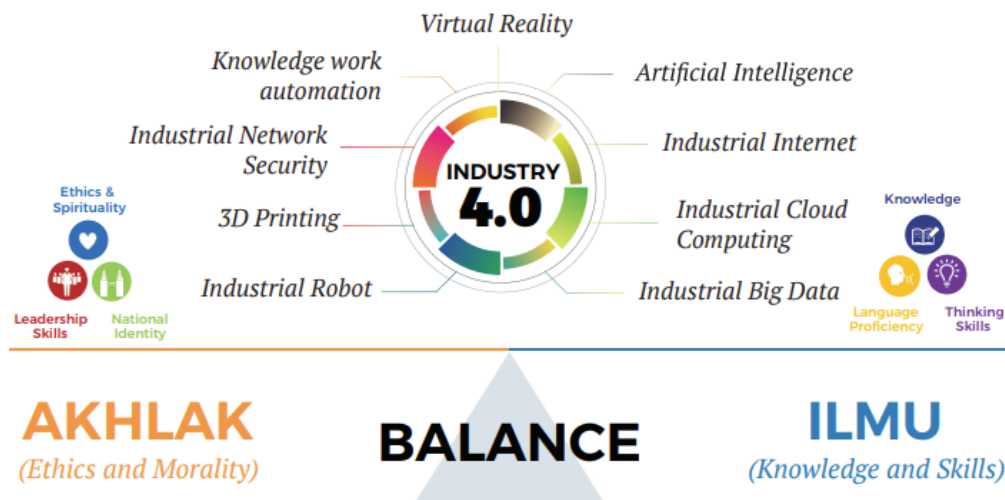 Virtual Reality
Knowledge work
automation
Artificial Intelligence
Industrial Network
Security
Industrial Internet
INDUSTRY
4.0
3D Printing
Industrial Cloud
Computing
Industrial Robot
Industrial Big Data
Ethics &
Spirituality
Leadership
Skills
National
Identity
Knowledge
Language
Proficiency
Thinking
Skills
AKHLAK
(Ethics and Morality)
BALANCE
ILMU
(Knowledge and Skills)